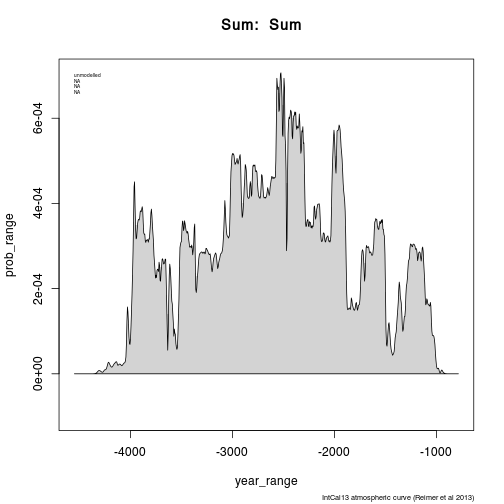 Sum:  Sum
unmodelled
NA
NA
NA
prob_range
0e+00
2e-04
4e-04
6e-04
-4000
-3000
-2000
-1000
year_range
IntCal13 atmospheric curve (Reimer et al 2013)